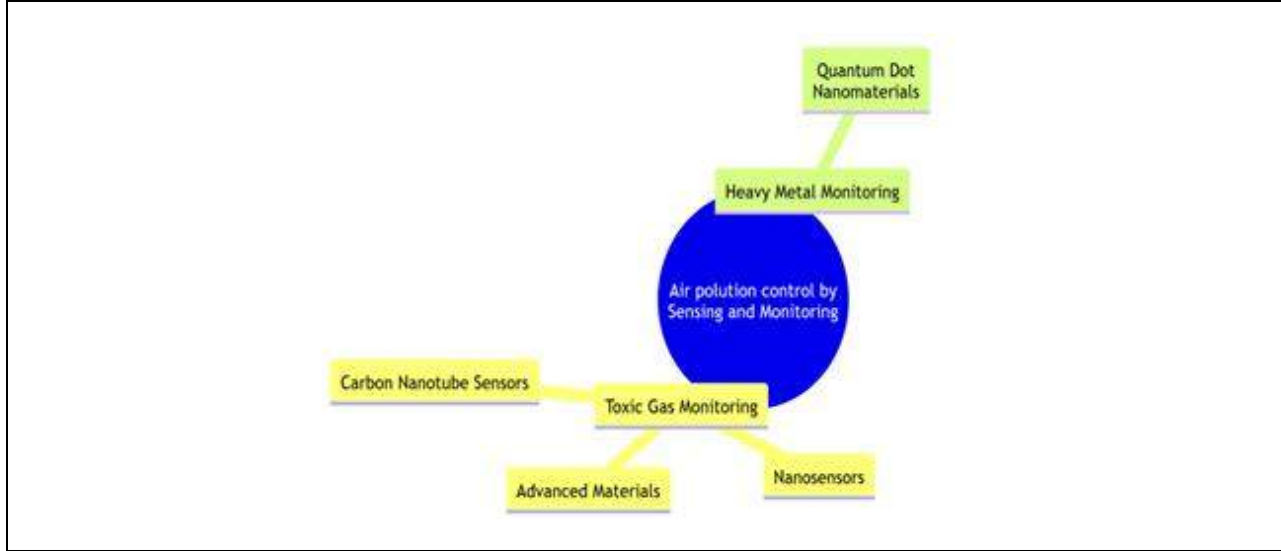 Quantum Dot
Nanomaterials
Heavy Metal Monitoring
Air polution control by
Sensing and Monitoring
Carbon Nanotube Sensors
Toxic Gas Monitoring
Nanosensors
Advanced Materials